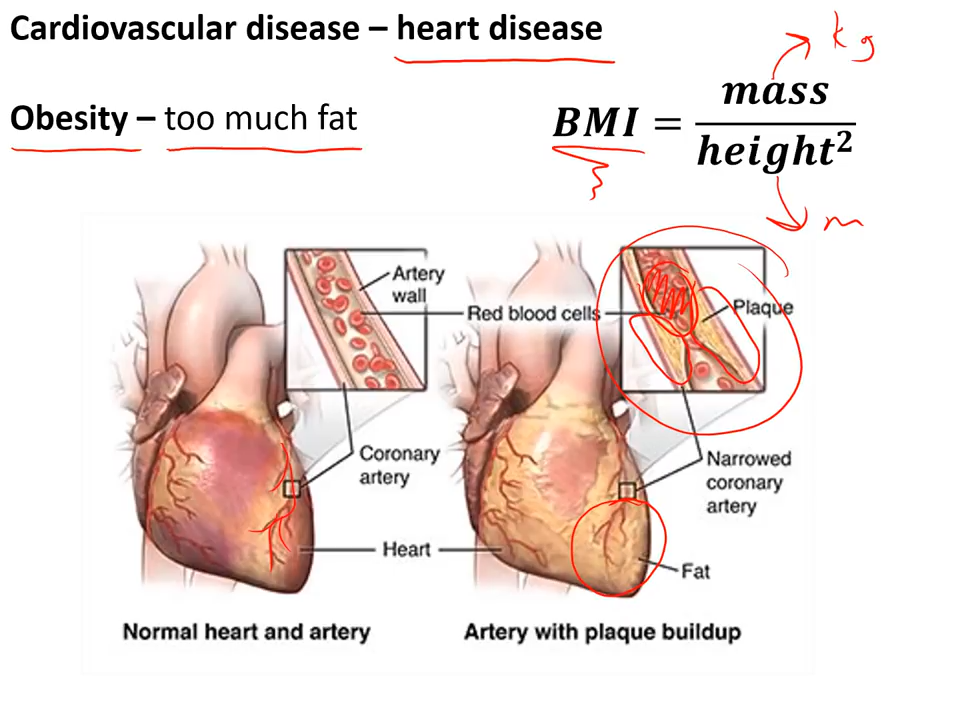 Cardiovascular disease – heart disease
kg
Obesity – too much fat
BMI = mass / height²
m
Artery wall
Red blood cells
Plaque
Coronary artery
Narrowed coronary artery
Heart
Fat
Normal heart and artery
Artery with plaque buildup